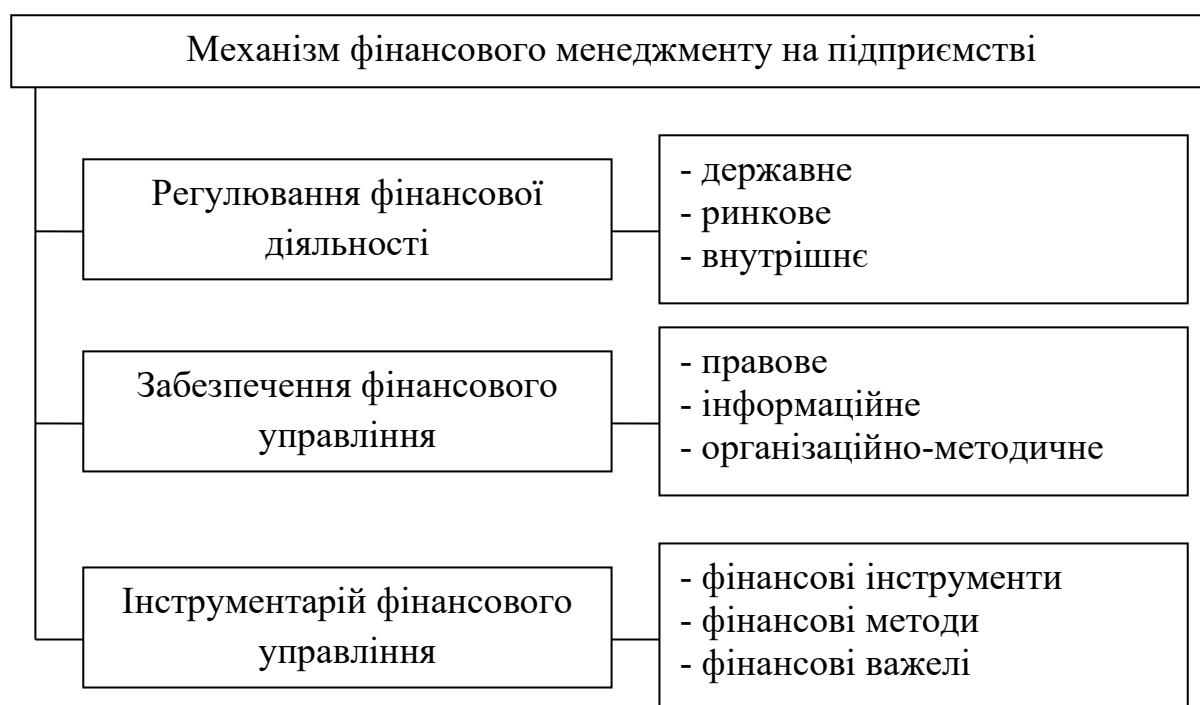 Механізм фінансового менеджменту на підприємстві
Регулювання фінансової
діяльності
- державне
- ринкове
- внутрішнє
Забезпечення фінансового
управління
- правове
- інформаційне
- організаційно-методичне
Інструментарій фінансового
управління
- фінансові інструменти
- фінансові методи
- фінансові важелі